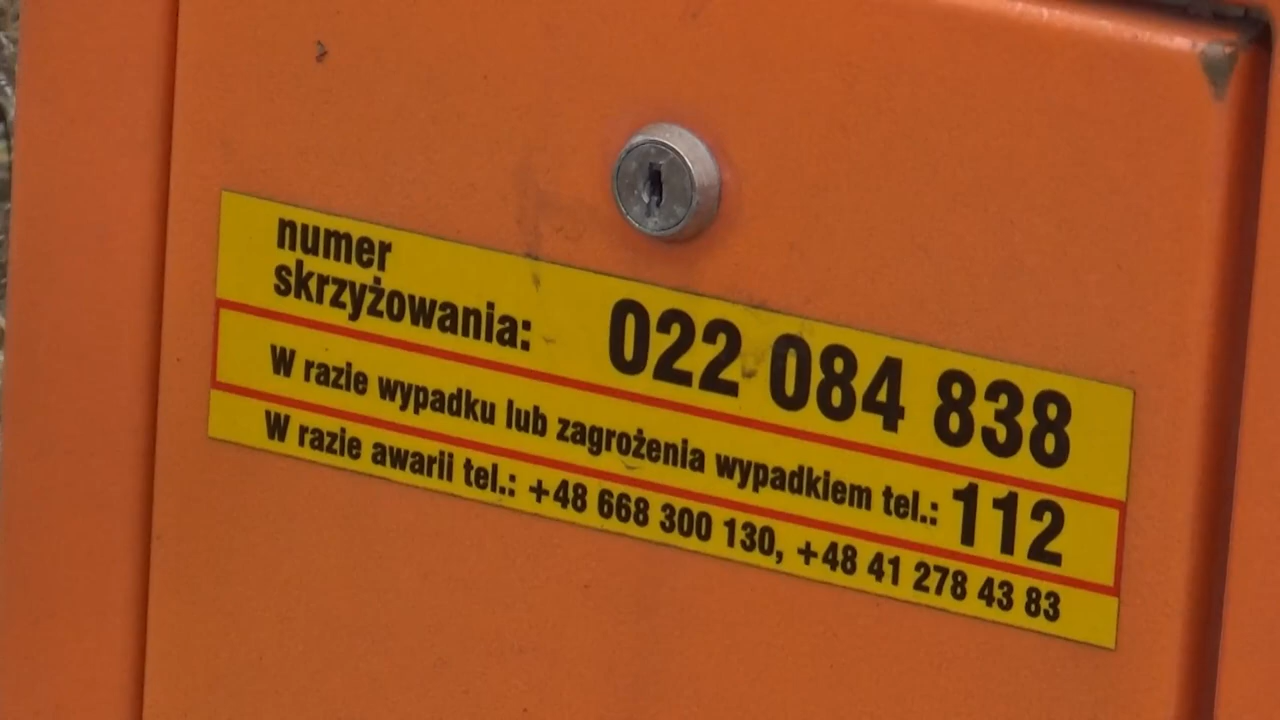 numer
skrzyżowania: 022 084 838
W razie wypadku lub zagrożenia wypadkiem tel.: 112
W razie awarii tel.: +48 668 300 130, +48 41 278 43 83